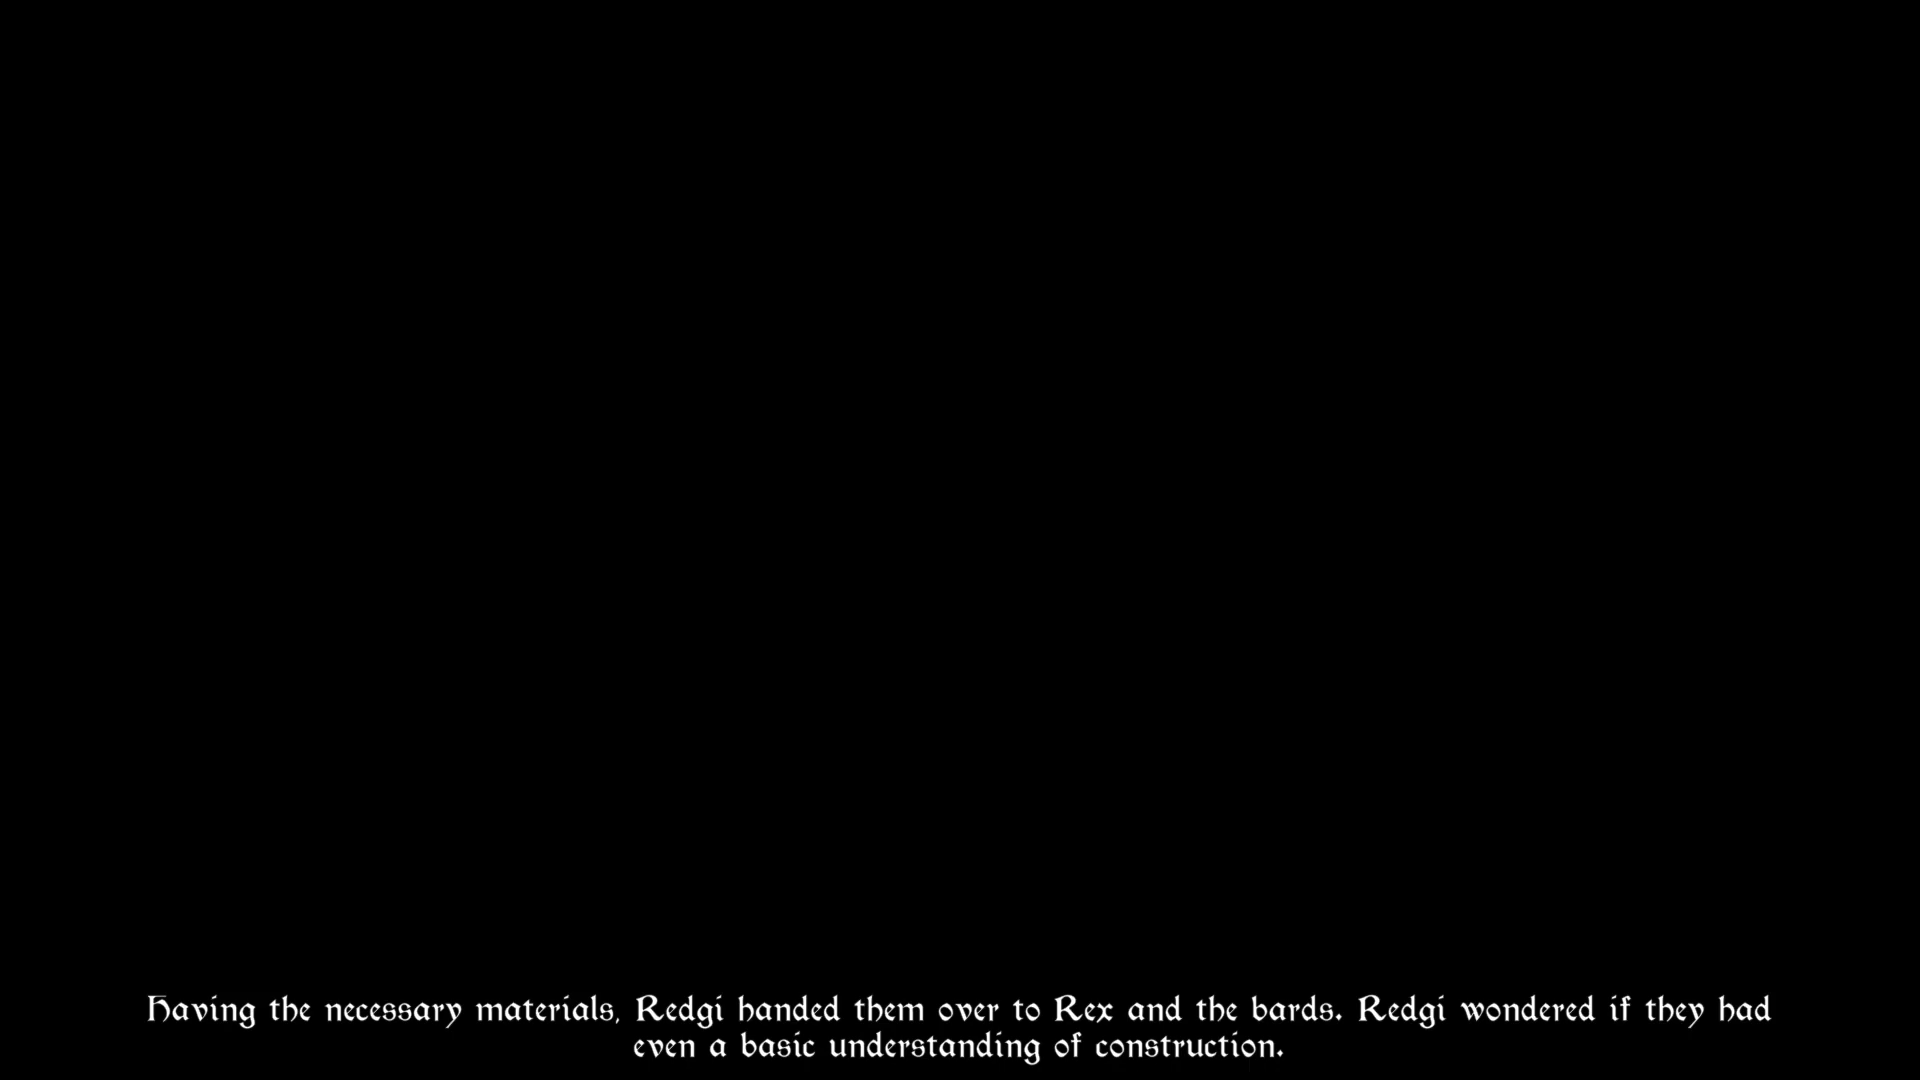 Having the necessary materials, Redgi handed them over to Rex and the bards. Redgi wondered if they had
even a basic understanding of construction.